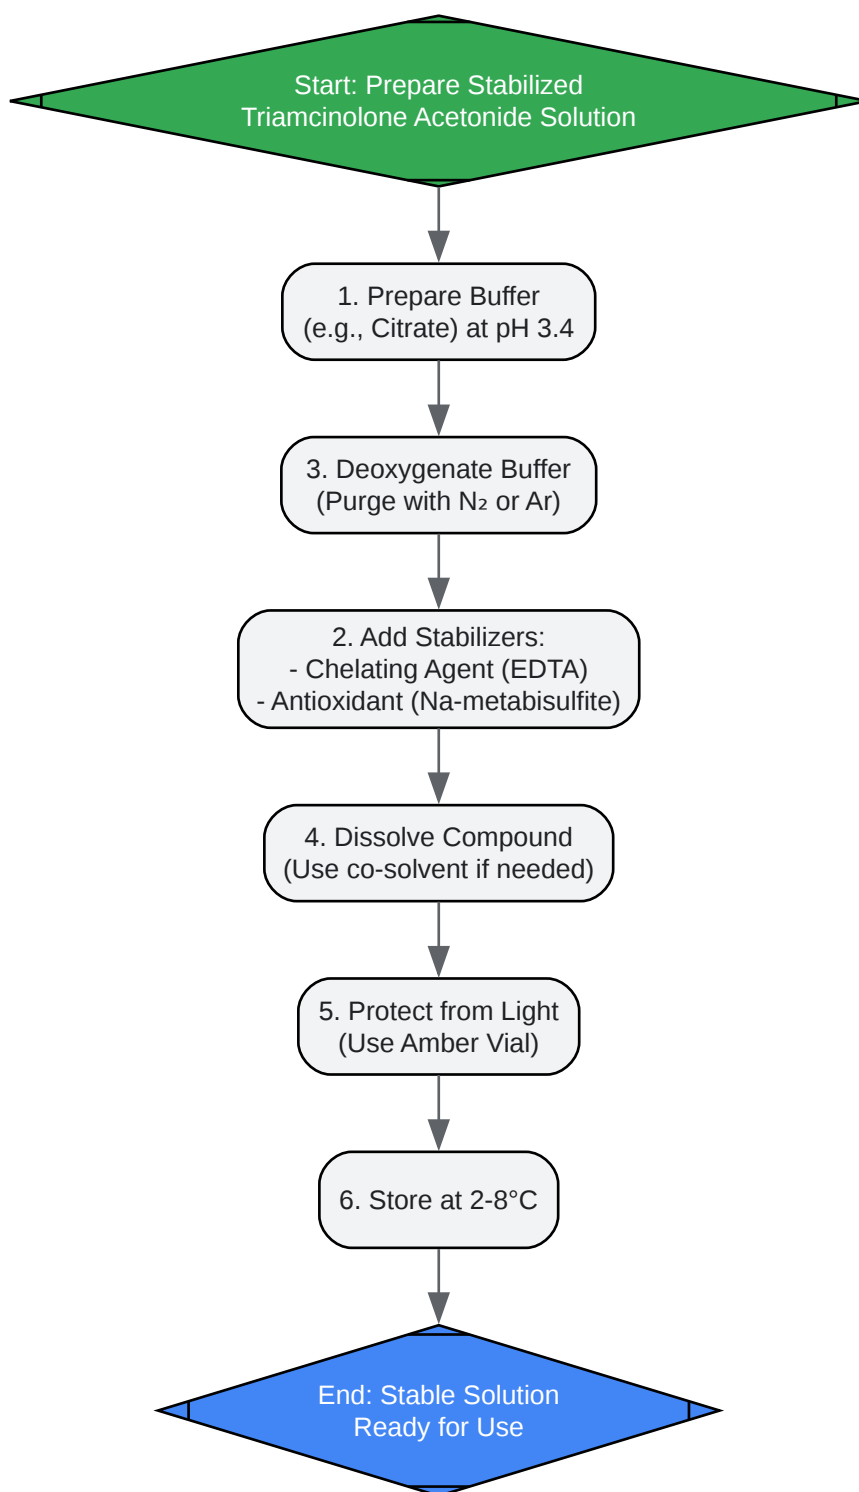 Start: Prepare Stabilized
Triamcinolone Acetonide Solution
1. Prepare Buffer
(e.g., Citrate) at pH 3.4
3. Deoxygenate Buffer
(Purge with N₂ or Ar)
2. Add Stabilizers:
- Chelating Agent (EDTA)
- Antioxidant (Na-metabisulfite)
4. Dissolve Compound
(Use co-solvent if needed)
5. Protect from Light
(Use Amber Vial)
6. Store at 2-8°C
End: Stable Solution
Ready for Use